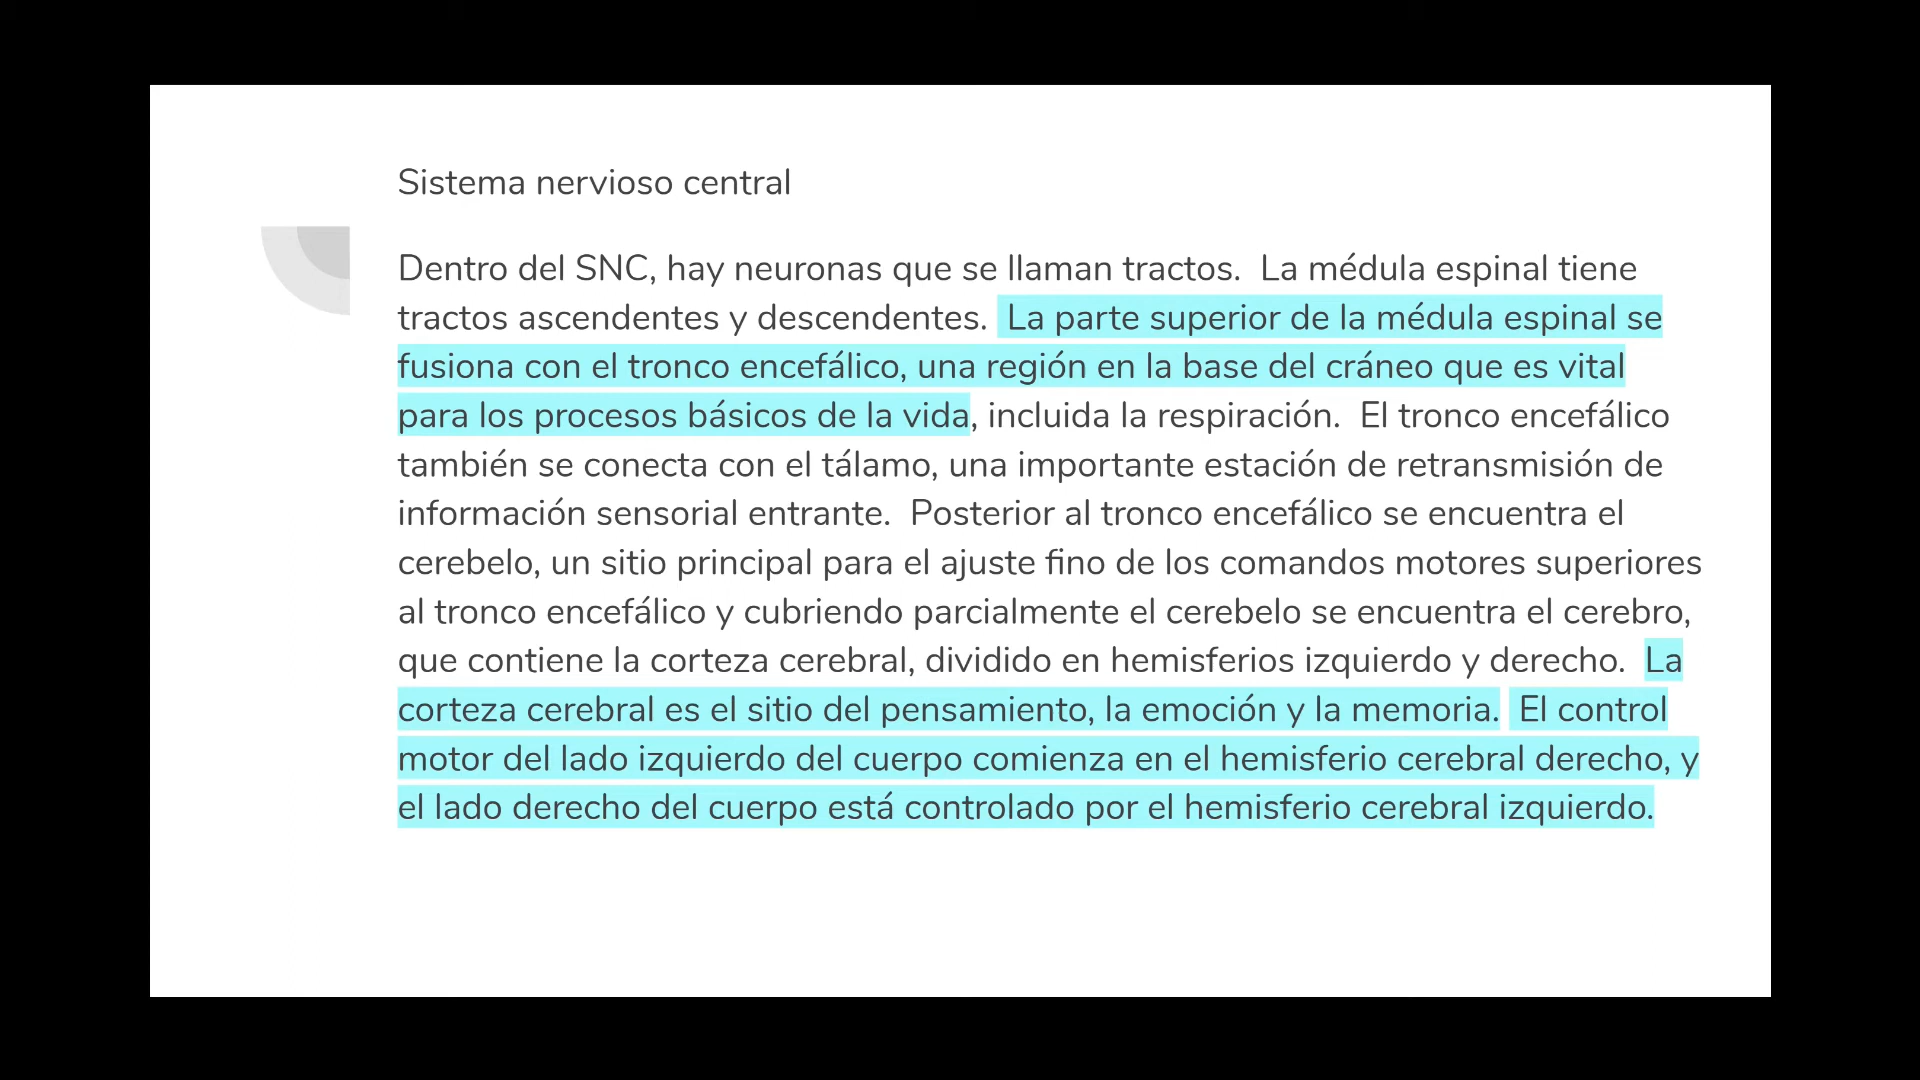 Sistema nervioso central
Dentro del SNC, hay neuronas que se llaman tractos.  La médula espinal tiene
tractos ascendentes y descendentes.  La parte superior de la médula espinal se
fusiona con el tronco encefálico, una región en la base del cráneo que es vital
para los procesos básicos de la vida, incluida la respiración.  El tronco encefálico
también se conecta con el tálamo, una importante estación de retransmisión de
información sensorial entrante.  Posterior al tronco encefálico se encuentra el
cerebelo, un sitio principal para el ajuste fino de los comandos motores superiores
al tronco encefálico y cubriendo parcialmente el cerebelo se encuentra el cerebro,
que contiene la corteza cerebral, dividido en hemisferios izquierdo y derecho.  La
corteza cerebral es el sitio del pensamiento, la emoción y la memoria.  El control
motor del lado izquierdo del cuerpo comienza en el hemisferio cerebral derecho, y
el lado derecho del cuerpo está controlado por el hemisferio cerebral izquierdo.